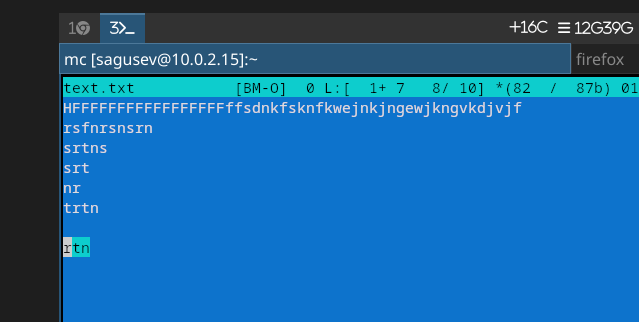 1
3 +16C ≡ 12G39G
mc [sagusev@10.0.2.15]:~ firefox
text.txt [BM-O] 0 L:[ 1+ 7 8/ 10] *(82 / 87b) 01
HFFFFFFFFFFFFFFFFFffsdnkfsknfkwejnkjngewjkngvkdjvjf
rsfnrsnsrn
srtns
srt
nr
trtn
rtn